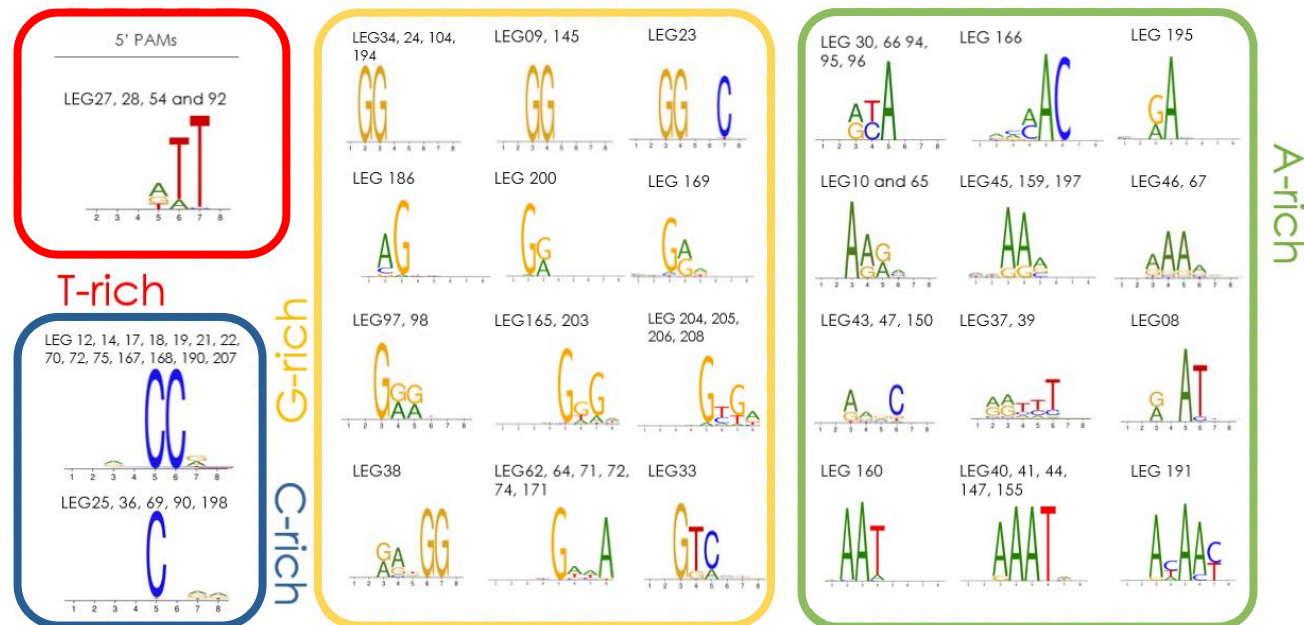 5' PAMs
LEG27, 28, 54 and 92
T-rich
LEG 12, 14, 17, 18, 19, 21, 22,
70, 72, 75, 167, 168, 190, 207
LEG25, 36, 69, 90, 198
C-rich
G-rich
LEG34, 24, 104,
194
LEG09, 145
LEG23
GG
GG
GG C
LEG 186
LEG 200
LEG 169
LEG97, 98
LEG165, 203
LEG 204, 205,
206, 208
LEG38
LEG62, 64, 71, 72,
74, 171
LEG33
LEG 30, 66 94,
95, 96
LEG 166
LEG 195
LEG10 and 65
LEG45, 159, 197
LEG46, 67
LEG43, 47, 150
LEG37, 39
LEG08
LEG 160
LEG40, 41, 44,
147, 155
LEG 191
A-rich